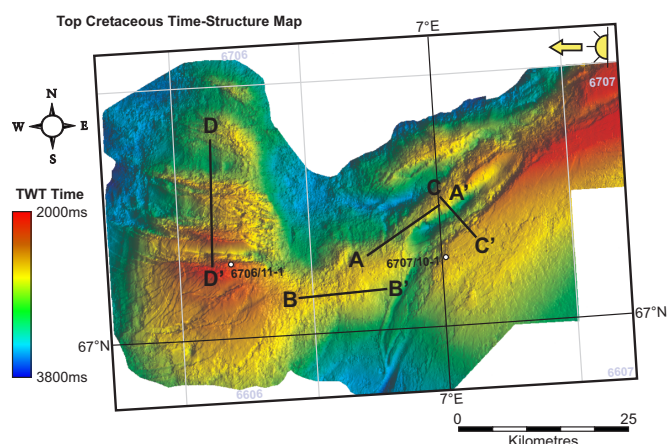 Top Cretaceous Time-Structure Map
7°E
6706
6707
N
W E
S
D
TWT Time
2000ms
C A'
C'
A
6707/10-1
D' 6706/11-1
B B'
67°N
67°N
3800ms
6606
6607
7°E
0 25
Kilometres